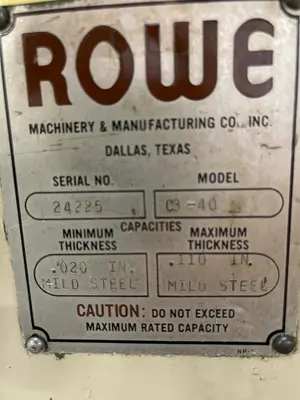 ROWE
MACHINERY & MANUFACTURING CO., INC.
DALLAS, TEXAS
SERIAL NO. MODEL
24225 C3-40
CAPACITIES
MINIMUM THICKNESS MAXIMUM THICKNESS
.020 IN. .110 IN.
MILD STEEL MILD STEEL
CAUTION: DO NOT EXCEED
MAXIMUM RATED CAPACITY